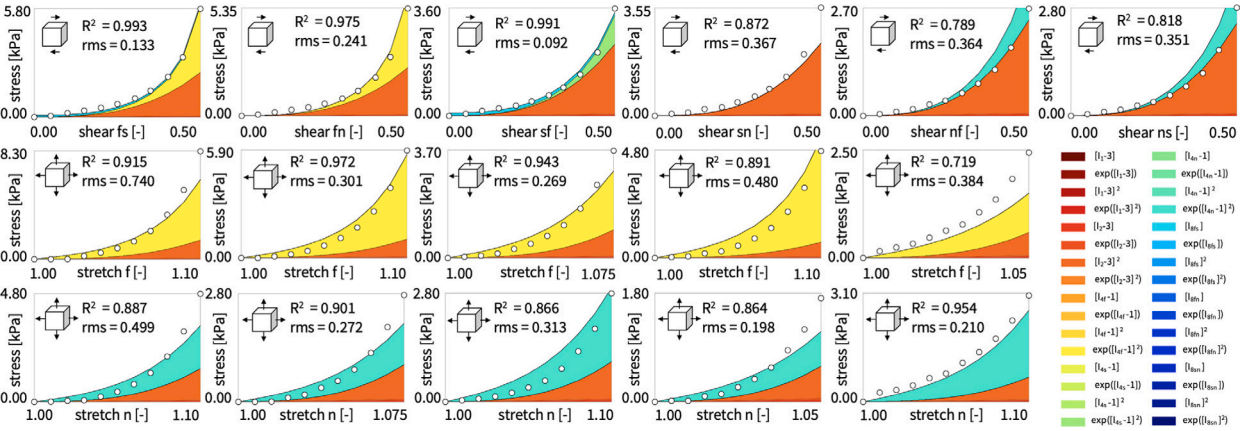 5.80
R² = 0.993
rms = 0.133
stress [kPa]
0.00
0.00 shear fs [-] 0.50
5.35
R² = 0.975
rms = 0.241
stress [kPa]
0.00
0.00 shear fn [-] 0.50
3.60
R² = 0.991
rms = 0.092
stress [kPa]
0.00
0.00 shear sf [-] 0.50
3.55
R² = 0.872
rms = 0.367
stress [kPa]
0.00
0.00 shear sn [-] 0.50
2.70
R² = 0.789
rms = 0.364
stress [kPa]
0.00
0.00 shear nf [-] 0.50
2.80
R² = 0.818
rms = 0.351
stress [kPa]
0.00
0.00 shear ns [-] 0.50
8.30
R² = 0.915
rms = 0.740
stress [kPa]
0.00
1.00 stretch f [-] 1.10
5.90
R² = 0.972
rms = 0.301
stress [kPa]
0.00
1.00 stretch f [-] 1.10
3.70
R² = 0.943
rms = 0.269
stress [kPa]
0.00
1.00 stretch f [-] 1.075
4.80
R² = 0.891
rms = 0.480
stress [kPa]
0.00
1.00 stretch f [-] 1.10
2.50
R² = 0.719
rms = 0.384
stress [kPa]
0.00
1.00 stretch f [-] 1.05
4.80
R² = 0.887
rms = 0.499
stress [kPa]
0.00
1.00 stretch n [-] 1.10
2.80
R² = 0.901
rms = 0.272
stress [kPa]
0.00
1.00 stretch n [-] 1.075
2.80
R² = 0.866
rms = 0.313
stress [kPa]
0.00
1.00 stretch n [-] 1.10
1.80
R² = 0.864
rms = 0.198
stress [kPa]
0.00
1.00 stretch n [-] 1.05
3.10
R² = 0.954
rms = 0.210
stress [kPa]
0.00
1.00 stretch n [-] 1.10
[I₁-3]
exp([I₁-3])
[I₁-3]²
exp([I₁-3]²)
[I₂-3]
exp([I₂-3])
[I₂-3]²
exp([I₂-3]²)
[I4f-1]
exp([I4f-1])
[I4f-1]²
exp([I4f-1]²)
[I4s-1]
exp([I4s-1])
[I4s-1]²
exp([I4s-1]²)
[I4n-1]
exp([I4n-1])
[I4n-1]²
exp([I4n-1]²)
[I8fs]
exp([I8fs])
[I8fs]²
exp([I8fs]²)
[I8fn]
exp([I8fn])
[I8fn]²
exp([I8fn]²)
[I8sn]
exp([I8sn])
[I8sn]²
exp([I8sn]²)